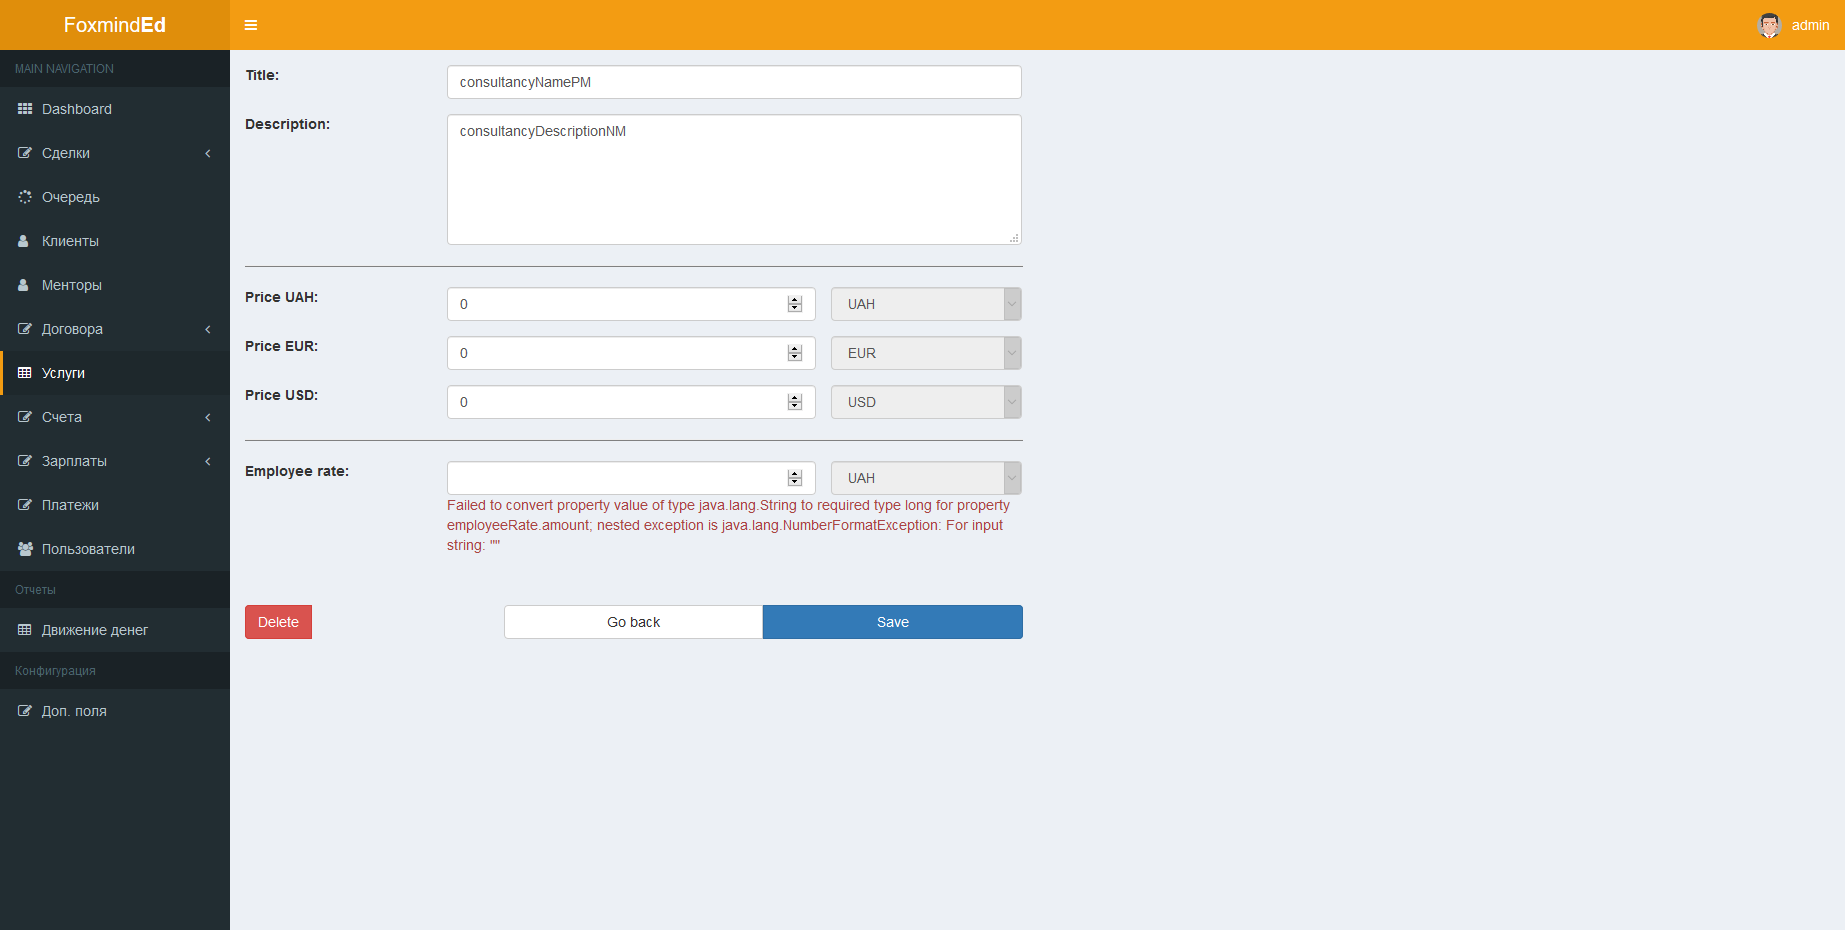 FoxmindEd
admin
MAIN NAVIGATION
Dashboard
Сделки
Очередь
Клиенты
Менторы
Договора
Услуги
Счета
Зарплаты
Платежи
Пользователи
Отчеты
Движение денег
Конфигурация
Доп. поля
Title:
consultancyNamePM
Description:
consultancyDescriptionNM
Price UAH:
0
UAH
Price EUR:
0
EUR
Price USD:
0
USD
Employee rate:
UAH
Failed to convert property value of type java.lang.String to required type long for property
employeeRate.amount; nested exception is java.lang.NumberFormatException: For input
string: ""
Delete
Go back
Save